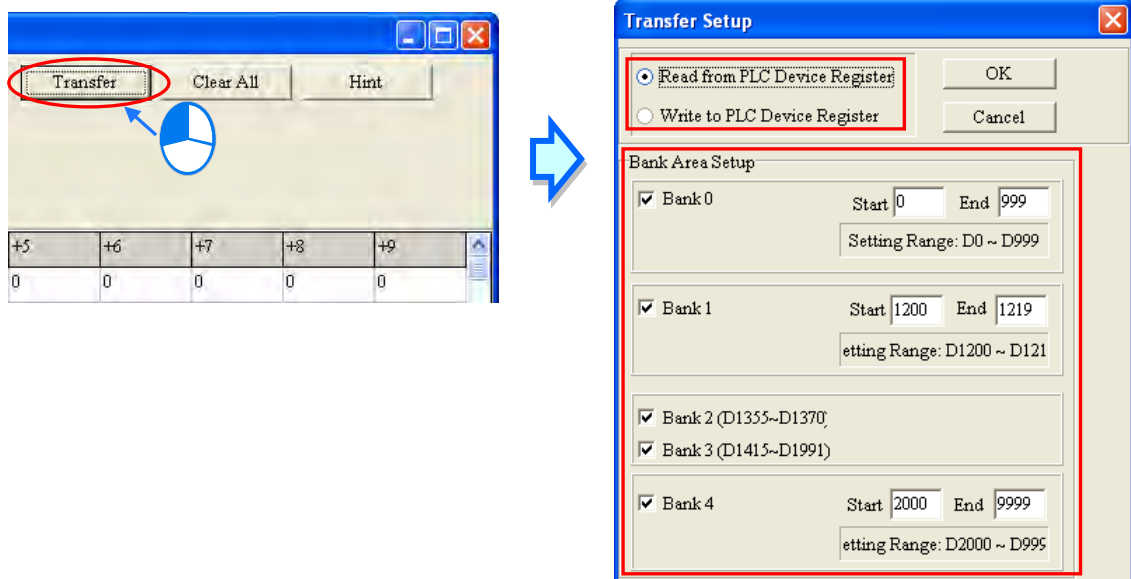 Transfer Clear All Hint
+5 +6 +7 +8 +9
0 0 0 0 0
Transfer Setup
Read from PLC Device Register OK
Write to PLC Device Register Cancel
Bank Area Setup
Bank 0 Start 0 End 999
Setting Range: D0 ~ D999
Bank 1 Start 1200 End 1219
etting Range: D1200 ~ D121
Bank 2 (D1355~D1370)
Bank 3 (D1415~D1991)
Bank 4 Start 2000 End 9999
etting Range: D2000 ~ D999